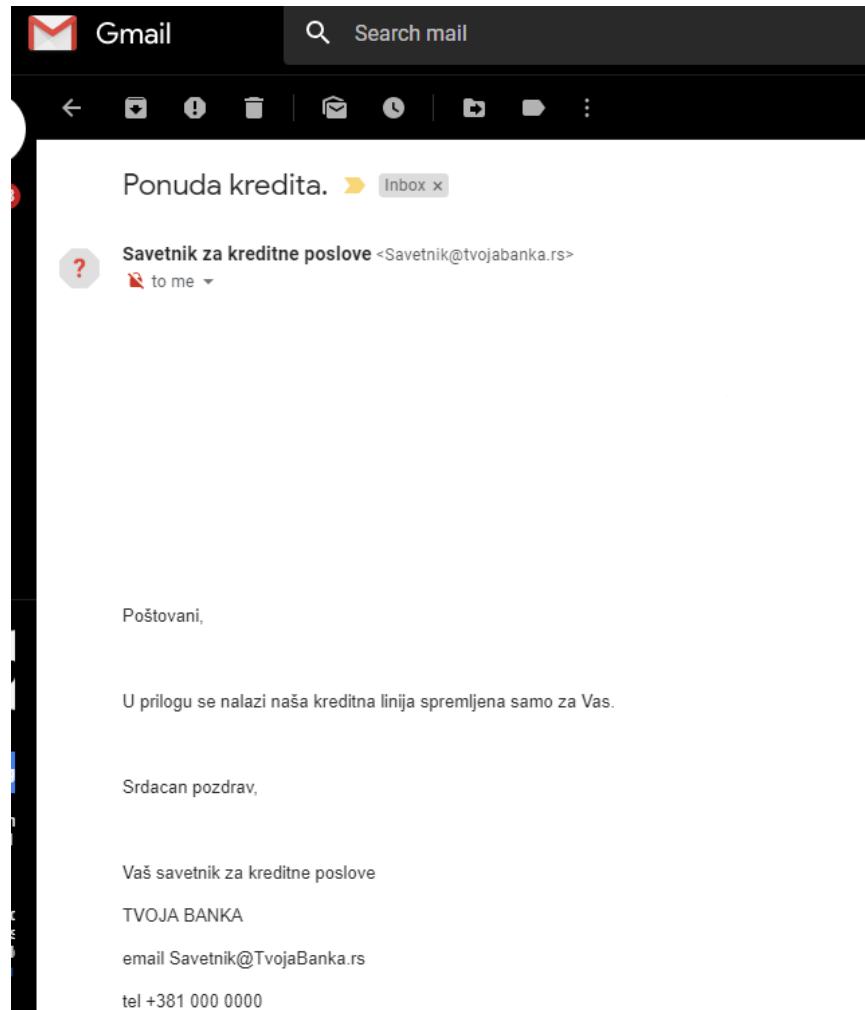 Gmail
Search mail
Ponuda kredita.
Inbox ×
Savetnik za kreditne poslove <Savetnik@tvojabanka.rs>
to me
Poštovani,
U prilogu se nalazi naša kreditna linija spremljena samo za Vas.
Srdacan pozdrav,
Vaš savetnik za kreditne poslove
TVOJA BANKA
email Savetnik@TvojaBanka.rs
tel +381 000 0000